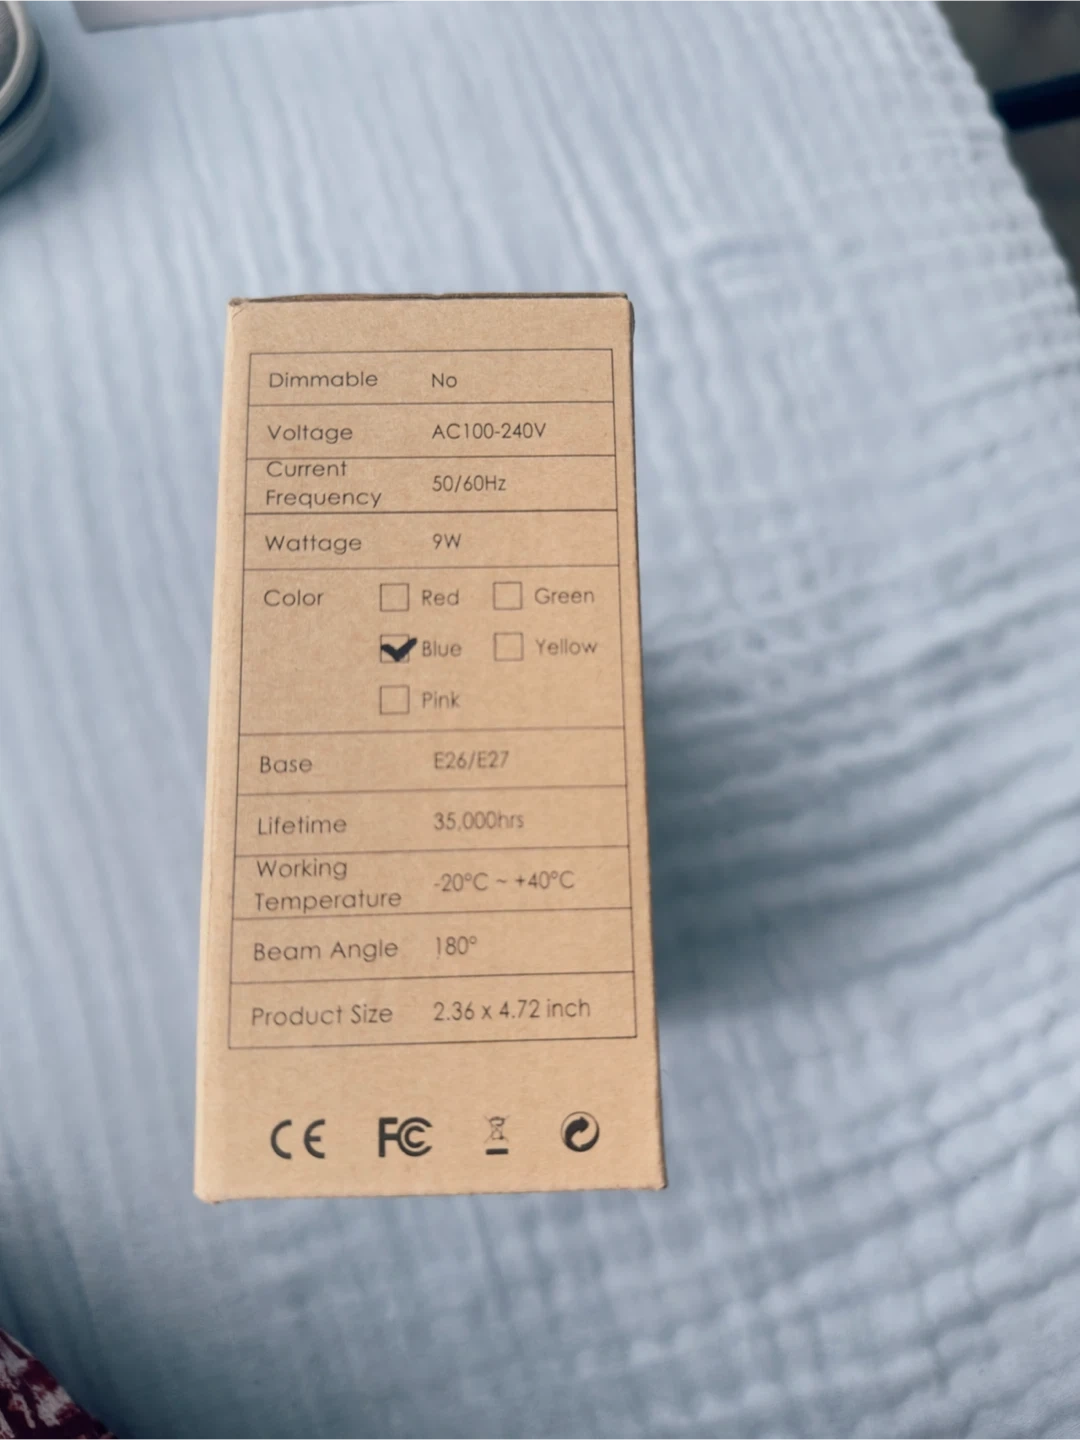 Dimmable No
Voltage AC100-240V
Current
Frequency 50/60Hz
Wattage 9W
Color Red Green
Blue Yellow
Pink
Base E26/E27
Lifetime 35,000hrs
Working
Temperature -20°C ~ +40°C
Beam Angle 180°
Product Size 2.36 x 4.72 inch
CE FC